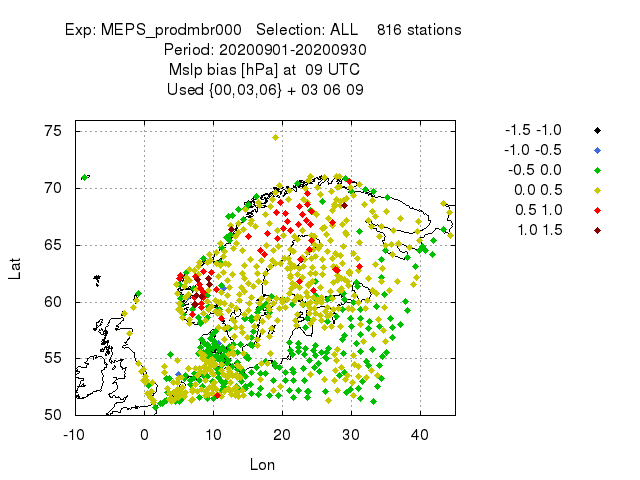 Exp: MEPS_prodmbr000 Selection: ALL 816 stations
Period: 20200901-20200930
Mslp bias [hPa] at 09 UTC
Used {00,03,06} + 03 06 09
-1.5 -1.0
-1.0 -0.5
-0.5 0.0
0.0 0.5
0.5 1.0
1.0 1.5
75
70
65
60
55
50
Lat
-10 0 10 20 30 40
Lon